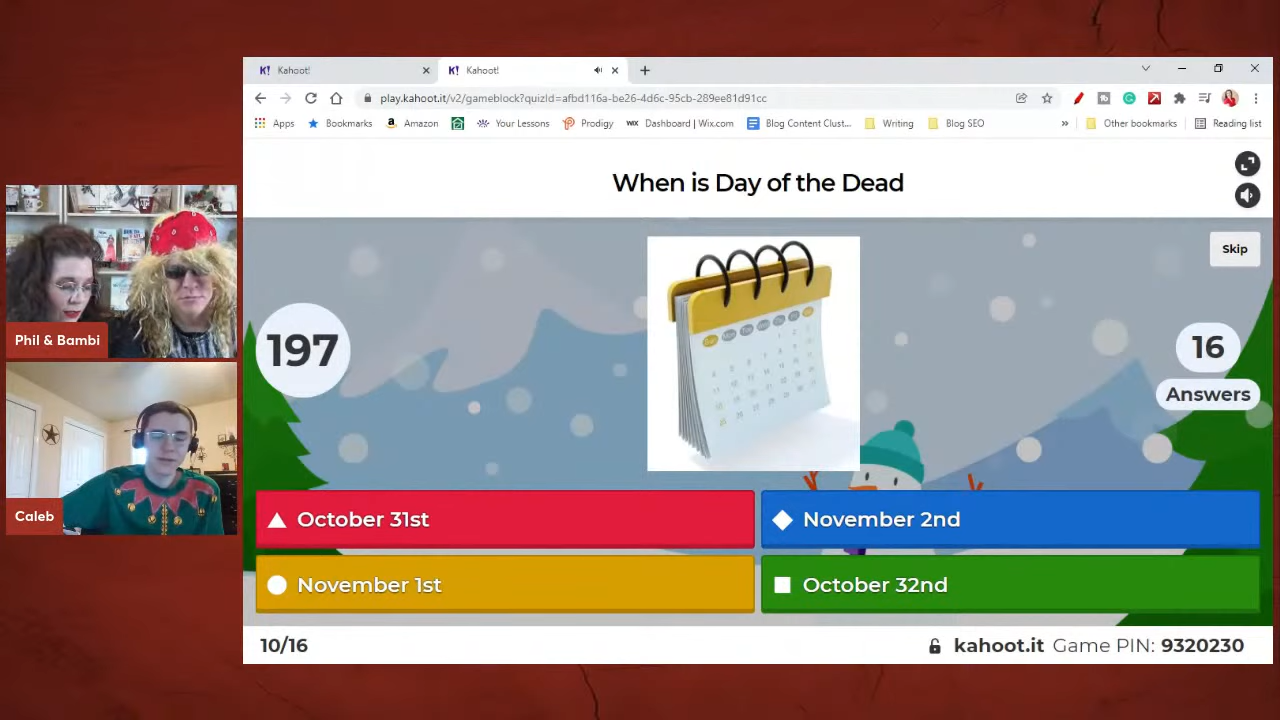 K! Kahoot!
K! Kahoot!
play.kahoot.it/v2/gameblock?quizId=afbd116a-be26-4d6c-95cb-289ee81d91cc
Apps Bookmarks Amazon Your Lessons Prodigy WIX Dashboard | Wix.com Blog Content Clust... Writing Blog SEO » Other bookmarks Reading list
When is Day of the Dead
Skip
197
16
Answers
Phil & Bambi
Caleb
October 31st
November 2nd
November 1st
October 32nd
10/16
kahoot.it Game PIN: 9320230